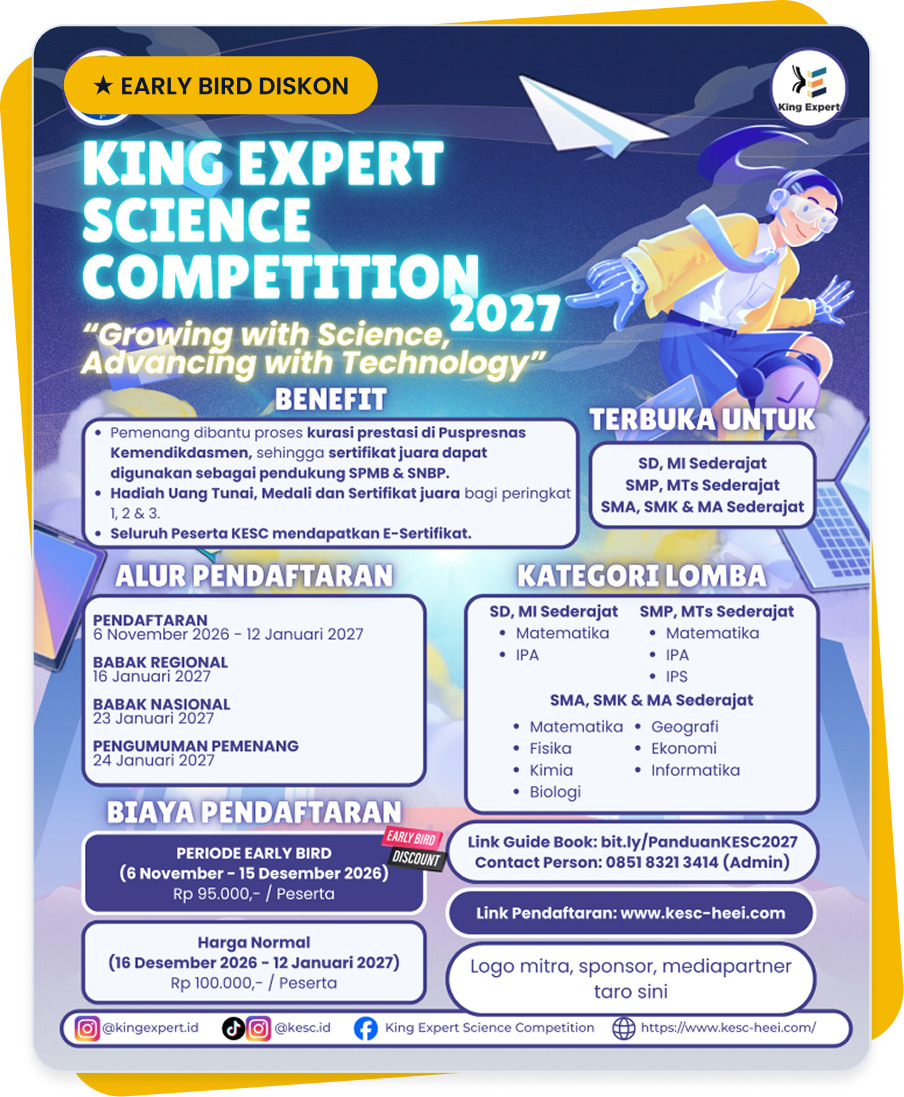 ★ EARLY BIRD DISKON
King Expert
KING EXPERT
SCIENCE
COMPETITION
2027
“Growing with Science,
Advancing with Technology”
BENEFIT
• Pemenang dibantu proses kurasi prestasi di Puspresnas
Kemendikdasmen, sehingga sertifikat juara dapat
digunakan sebagai pendukung SPMB & SNBP.
• Hadiah Uang Tunai, Medali dan Sertifikat juara bagi peringkat
1, 2 & 3.
• Seluruh Peserta KESC mendapatkan E-Sertifikat.
TERBUKA UNTUK
SD, MI Sederajat
SMP, MTs Sederajat
SMA, SMK & MA Sederajat
ALUR PENDAFTARAN
PENDAFTARAN
6 November 2026 - 12 Januari 2027
BABAK REGIONAL
16 Januari 2027
BABAK NASIONAL
23 Januari 2027
PENGUMUMAN PEMENANG
24 Januari 2027
KATEGORI LOMBA
SD, MI Sederajat
• Matematika
• IPA
SMP, MTs Sederajat
• Matematika
• IPA
• IPS
SMA, SMK & MA Sederajat
• Matematika
• Fisika
• Kimia
• Biologi
• Geografi
• Ekonomi
• Informatika
BIAYA PENDAFTARAN
EARLY BIRD
DISCOUNT
PERIODE EARLY BIRD
(6 November - 15 Desember 2026)
Rp 95.000,- / Peserta
Harga Normal
(16 Desember 2026 - 12 Januari 2027)
Rp 100.000,- / Peserta
Link Guide Book: bit.ly/PanduanKESC2027
Contact Person: 0851 8321 3414 (Admin)
Link Pendaftaran: www.kesc-heei.com
Logo mitra, sponsor, mediapartner
taro sini
@kingexpert.id
@kesc.id
King Expert Science Competition
https://www.kesc-heei.com/